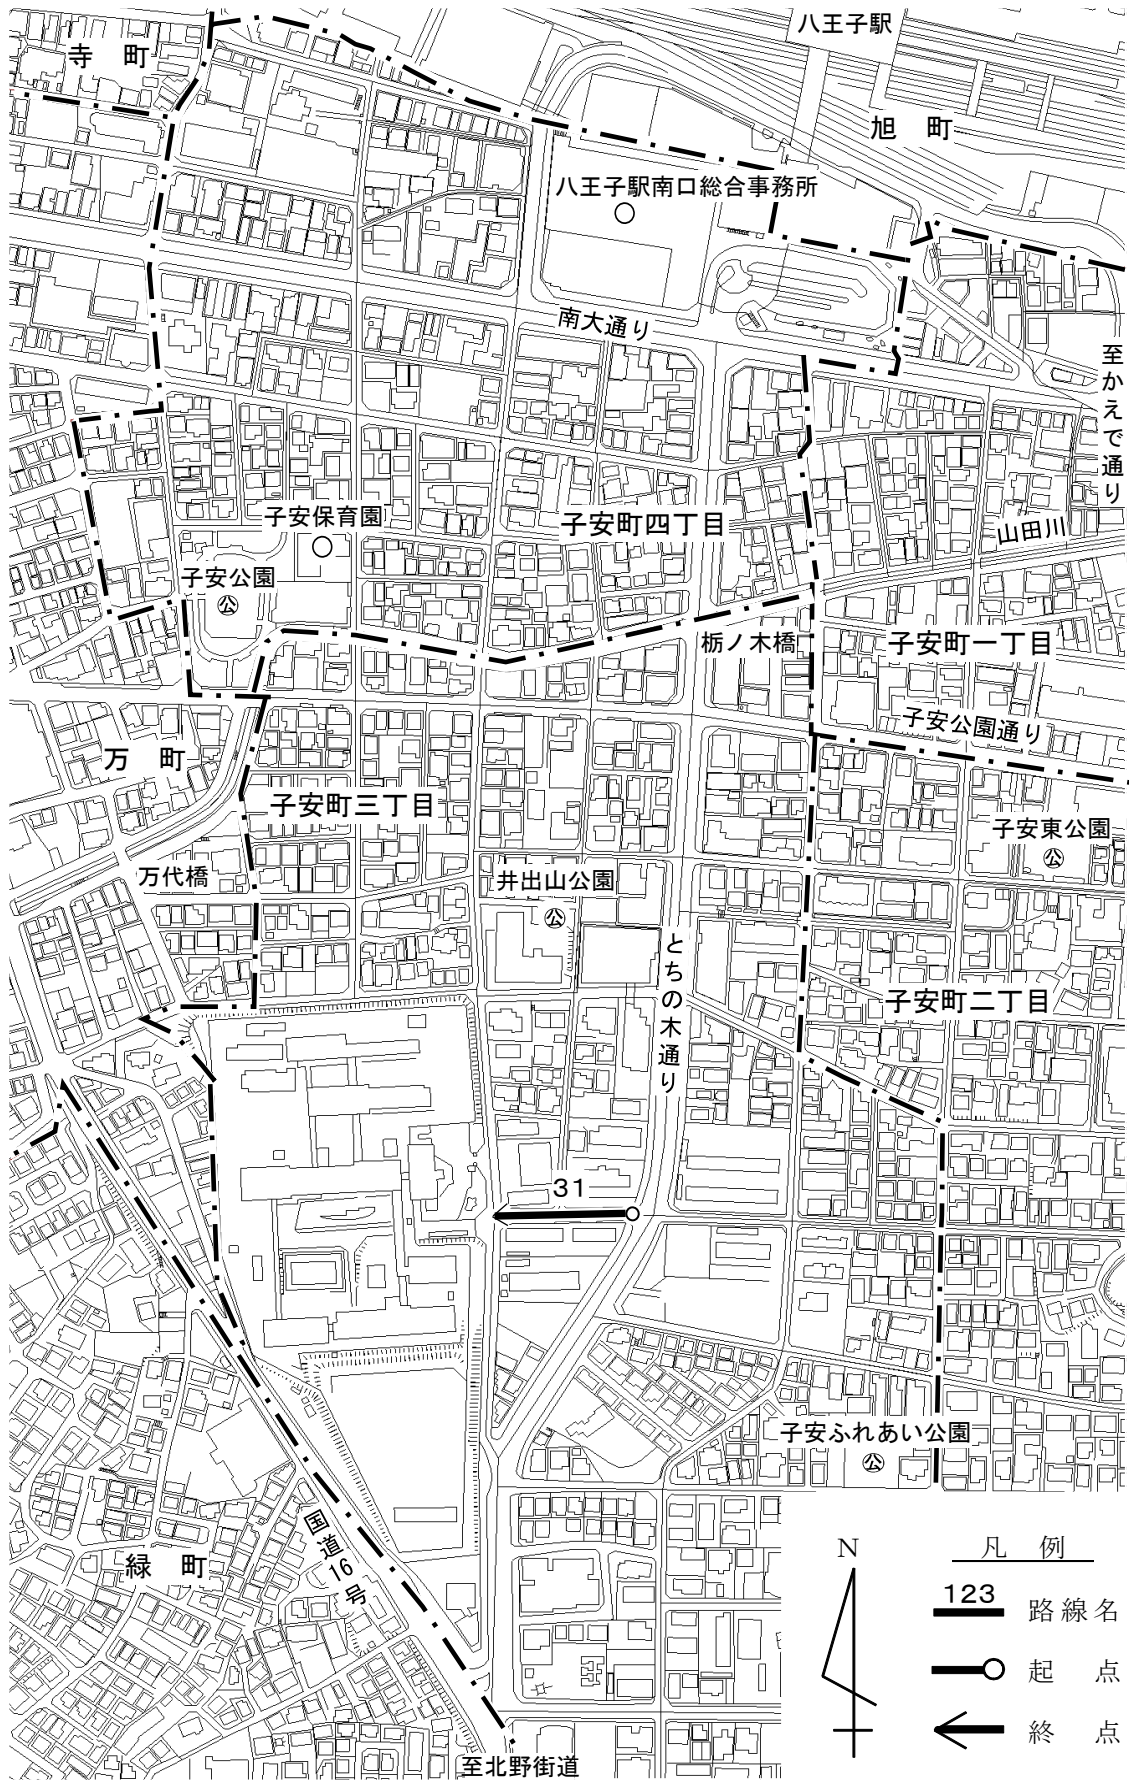 八王子駅
寺 町
旭 町
八王子駅南口総合事務所
南大通り
至かえで通り
子安保育園
子安町四丁目
山田川
子安公園
公
栃ノ木橋
子安町一丁目
子安公園通り
万 町
子安町三丁目
子安東公園
公
万代橋
井出山公園
公
とちの木通り
子安町二丁目
31
子安ふれあい公園
公
国道16号
緑 町
至北野街道
N
凡 例
123
路線名
起 点
終 点